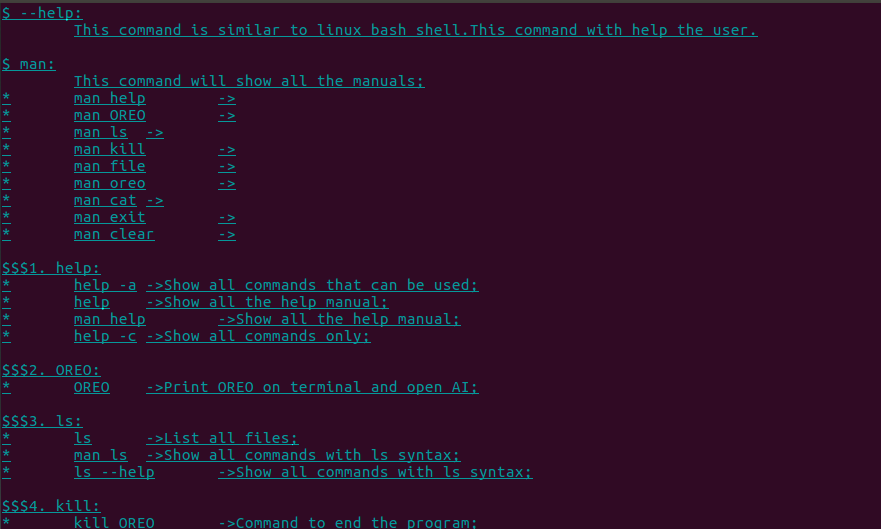 $ --help:
This command is similar to linux bash shell.This command with help the user.
$ man:
This command will show all the manuals;
* man help ->
* man OREO ->
* man ls ->
* man kill ->
* man file ->
* man oreo ->
* man cat ->
* man exit ->
* man clear ->
$$$1. help:
* help -a ->Show all commands that can be used;
* help ->Show all the help manual;
* man help ->Show all the help manual;
* help -c ->Show all commands only;
$$$2. OREO:
* OREO ->Print OREO on terminal and open AI;
$$$3. ls:
* ls ->List all files;
* man ls ->Show all commands with ls syntax;
* ls --help ->Show all commands with ls syntax;
$$$4. kill:
* kill OREO ->Command to end the program;